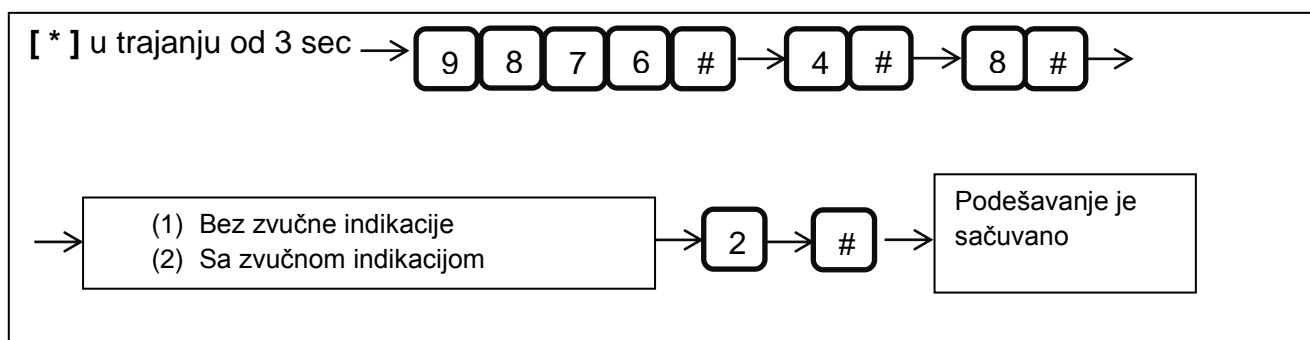 [ * ] u trajanju od 3 sec 9 8 7 6 # 4 # 8 #
(1) Bez zvučne indikacije
(2) Sa zvučnom indikacijom
2 #
Podešavanje je
sačuvano